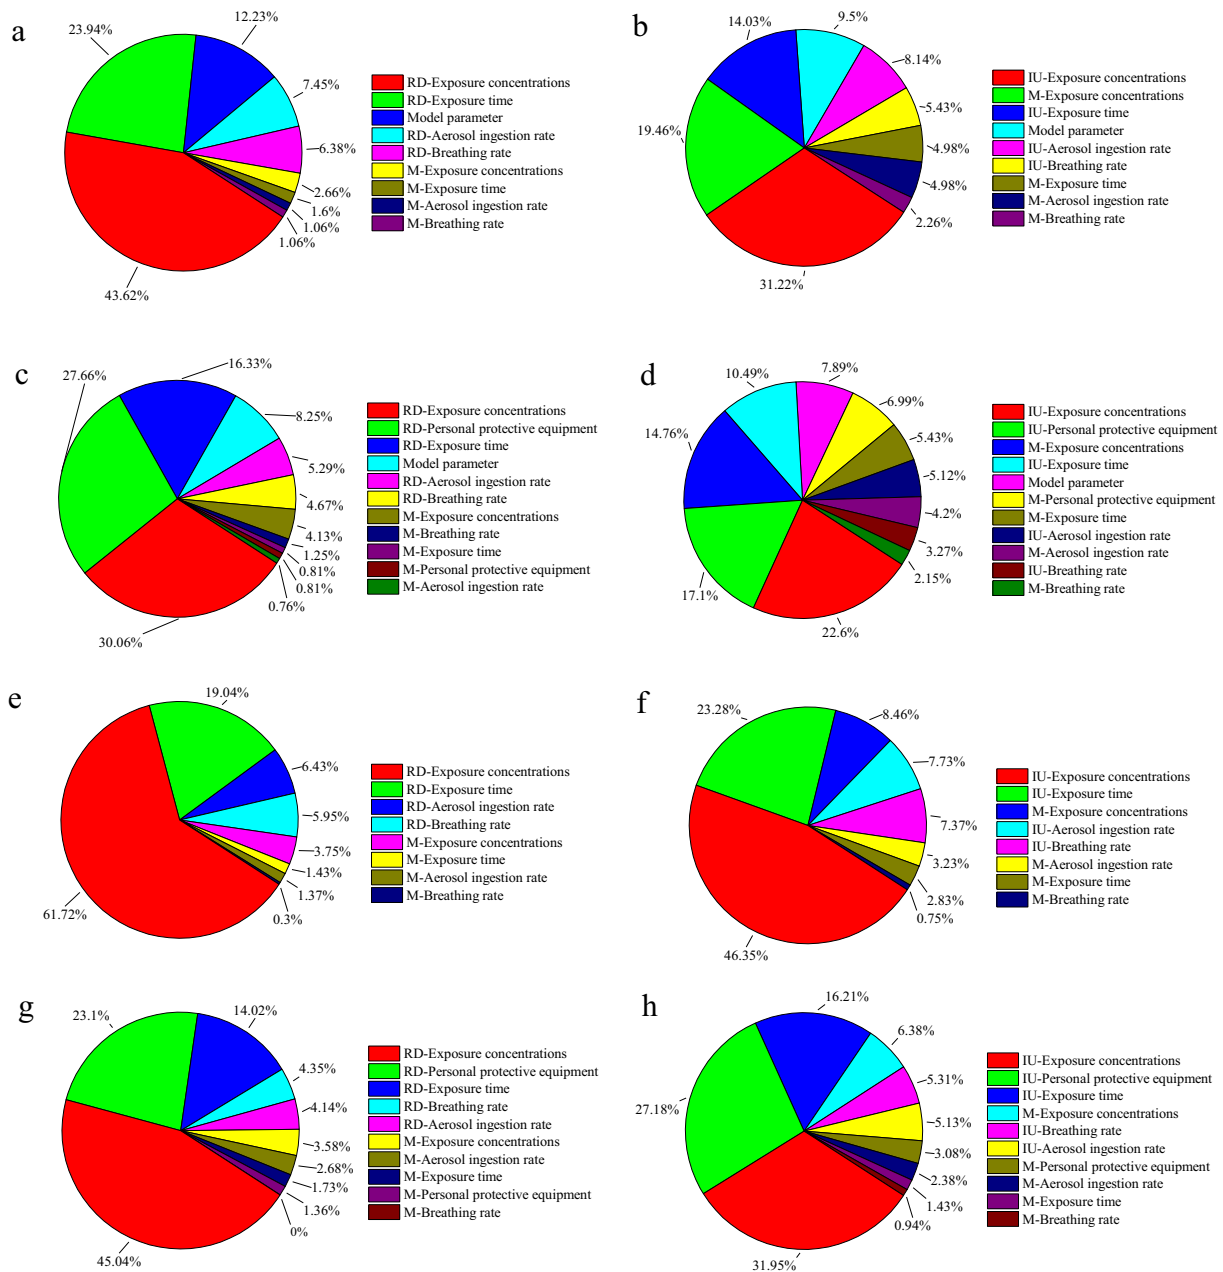 a
23.94%
12.23%
7.45%
6.38%
2.66%
1.6%
1.06%
1.06%
43.62%
RD-Exposure concentrations
RD-Exposure time
Model parameter
RD-Aerosol ingestion rate
RD-Breathing rate
M-Exposure concentrations
M-Exposure time
M-Aerosol ingestion rate
M-Breathing rate
b
14.03%
9.5%
8.14%
5.43%
4.98%
4.98%
2.26%
19.46%
31.22%
IU-Exposure concentrations
M-Exposure concentrations
IU-Exposure time
Model parameter
IU-Aerosol ingestion rate
IU-Breathing rate
M-Exposure time
M-Aerosol ingestion rate
M-Breathing rate
c
27.66%
16.33%
8.25%
5.29%
4.67%
4.13%
1.25%
0.81%
0.81%
0.76%
30.06%
RD-Exposure concentrations
RD-Personal protective equipment
RD-Exposure time
Model parameter
RD-Aerosol ingestion rate
RD-Breathing rate
M-Exposure concentrations
M-Breathing rate
M-Exposure time
M-Personal protective equipment
M-Aerosol ingestion rate
d
10.49%
7.89%
6.99%
5.43%
5.12%
4.2%
3.27%
2.15%
14.76%
17.1%
22.6%
IU-Exposure concentrations
IU-Personal protective equipment
M-Exposure concentrations
IU-Exposure time
Model parameter
M-Personal protective equipment
M-Exposure time
IU-Aerosol ingestion rate
M-Aerosol ingestion rate
IU-Breathing rate
M-Breathing rate
e
19.04%
6.43%
5.95%
3.75%
1.43%
1.37%
0.3%
61.72%
RD-Exposure concentrations
RD-Exposure time
RD-Aerosol ingestion rate
RD-Breathing rate
M-Exposure concentrations
M-Exposure time
M-Aerosol ingestion rate
M-Breathing rate
f
23.28%
8.46%
7.73%
7.37%
3.23%
2.83%
0.75%
46.35%
IU-Exposure concentrations
IU-Exposure time
M-Exposure concentrations
IU-Aerosol ingestion rate
IU-Breathing rate
M-Aerosol ingestion rate
M-Exposure time
M-Breathing rate
g
23.1%
14.02%
4.35%
4.14%
3.58%
2.68%
1.73%
1.36%
0%
45.04%
RD-Exposure concentrations
RD-Personal protective equipment
RD-Exposure time
RD-Breathing rate
RD-Aerosol ingestion rate
M-Exposure concentrations
M-Aerosol ingestion rate
M-Exposure time
M-Personal protective equipment
M-Breathing rate
h
16.21%
6.38%
5.31%
5.13%
3.08%
2.38%
1.43%
0.94%
27.18%
31.95%
IU-Exposure concentrations
IU-Personal protective equipment
IU-Exposure time
M-Exposure concentrations
IU-Breathing rate
IU-Aerosol ingestion rate
M-Personal protective equipment
M-Aerosol ingestion rate
M-Exposure time
M-Breathing rate